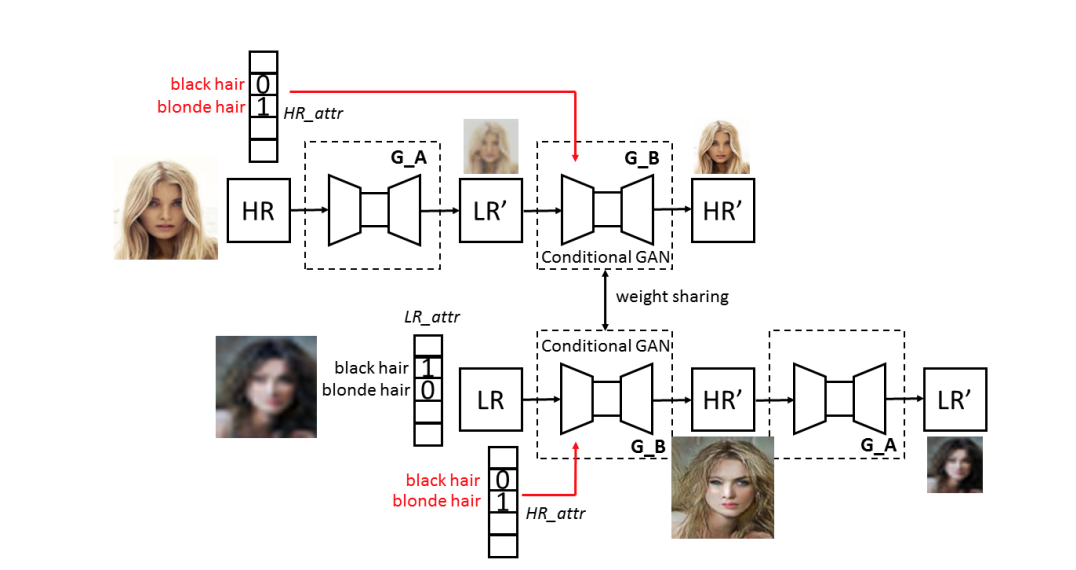 black hair 0
blonde hair 1
HR_attr
G_A
G_B
HR
LR’
HR’
Conditional GAN
weight sharing
LR_attr
Conditional GAN
black hair 1
blonde hair 0
LR
HR’
LR’
G_B
G_A
black hair 0
blonde hair 1
HR_attr